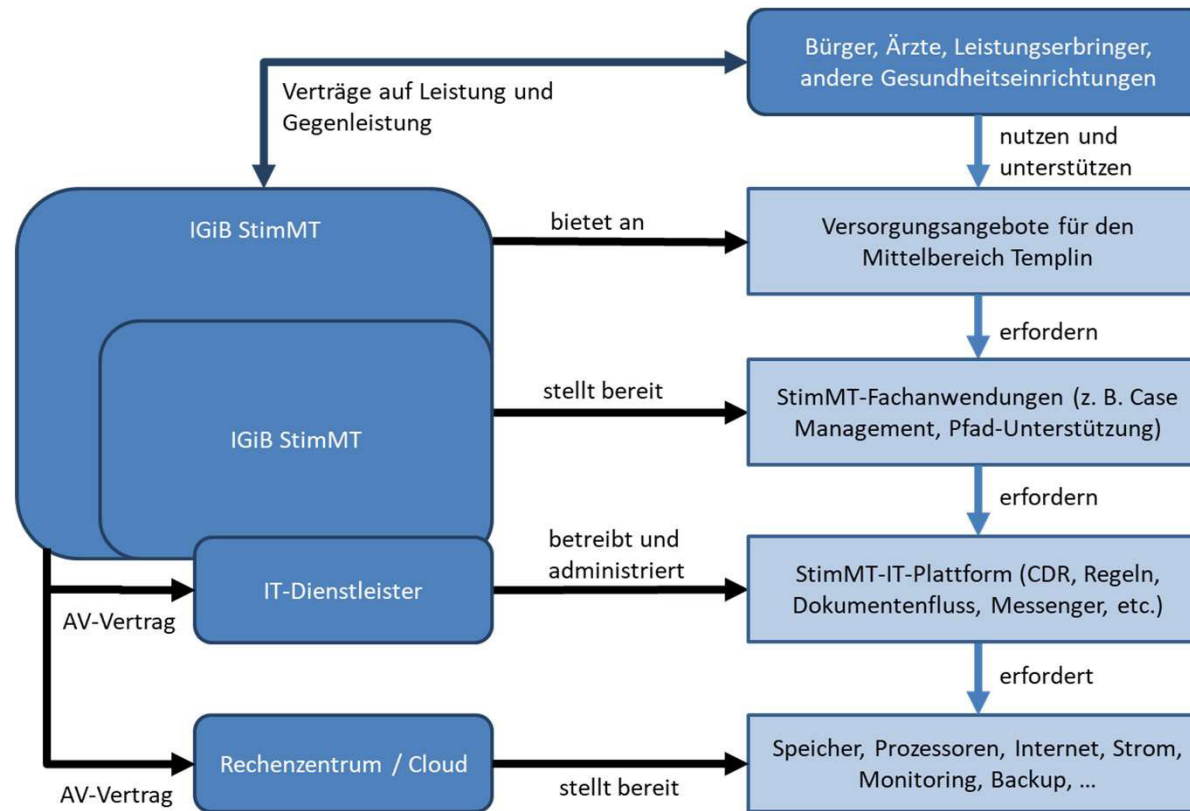 Bürger, Ärzte, Leistungserbringer,
andere Gesundheitseinrichtungen
Verträge auf Leistung und
Gegenleistung
nutzen und
unterstützen
IGiB StimMT
bietet an
Versorgungsangebote für den
Mittelbereich Templin
erfordern
IGiB StimMT
stellt bereit
StimMT-Fachanwendungen (z. B. Case
Management, Pfad-Unterstützung)
erfordern
AV-Vertrag
IT-Dienstleister
betreibt und
administriert
StimMT-IT-Plattform (CDR, Regeln,
Dokumentenfluss, Messenger, etc.)
erfordert
AV-Vertrag
Rechenzentrum / Cloud
stellt bereit
Speicher, Prozessoren, Internet, Strom,
Monitoring, Backup, ...